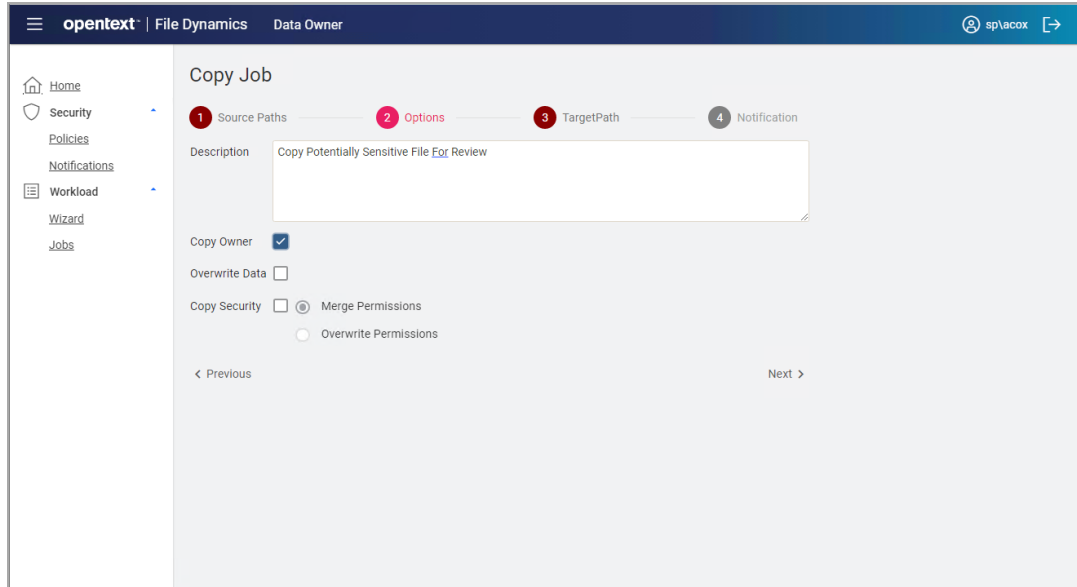 opentext™ | File Dynamics Data Owner sp\acox
Home
Security
Policies
Notifications
Workload
Wizard
Jobs
Copy Job
1 Source Paths 2 Options 3 TargetPath 4 Notification
Description Copy Potentially Sensitive File For Review
Copy Owner
Overwrite Data
Copy Security Merge Permissions
Overwrite Permissions
< Previous Next >